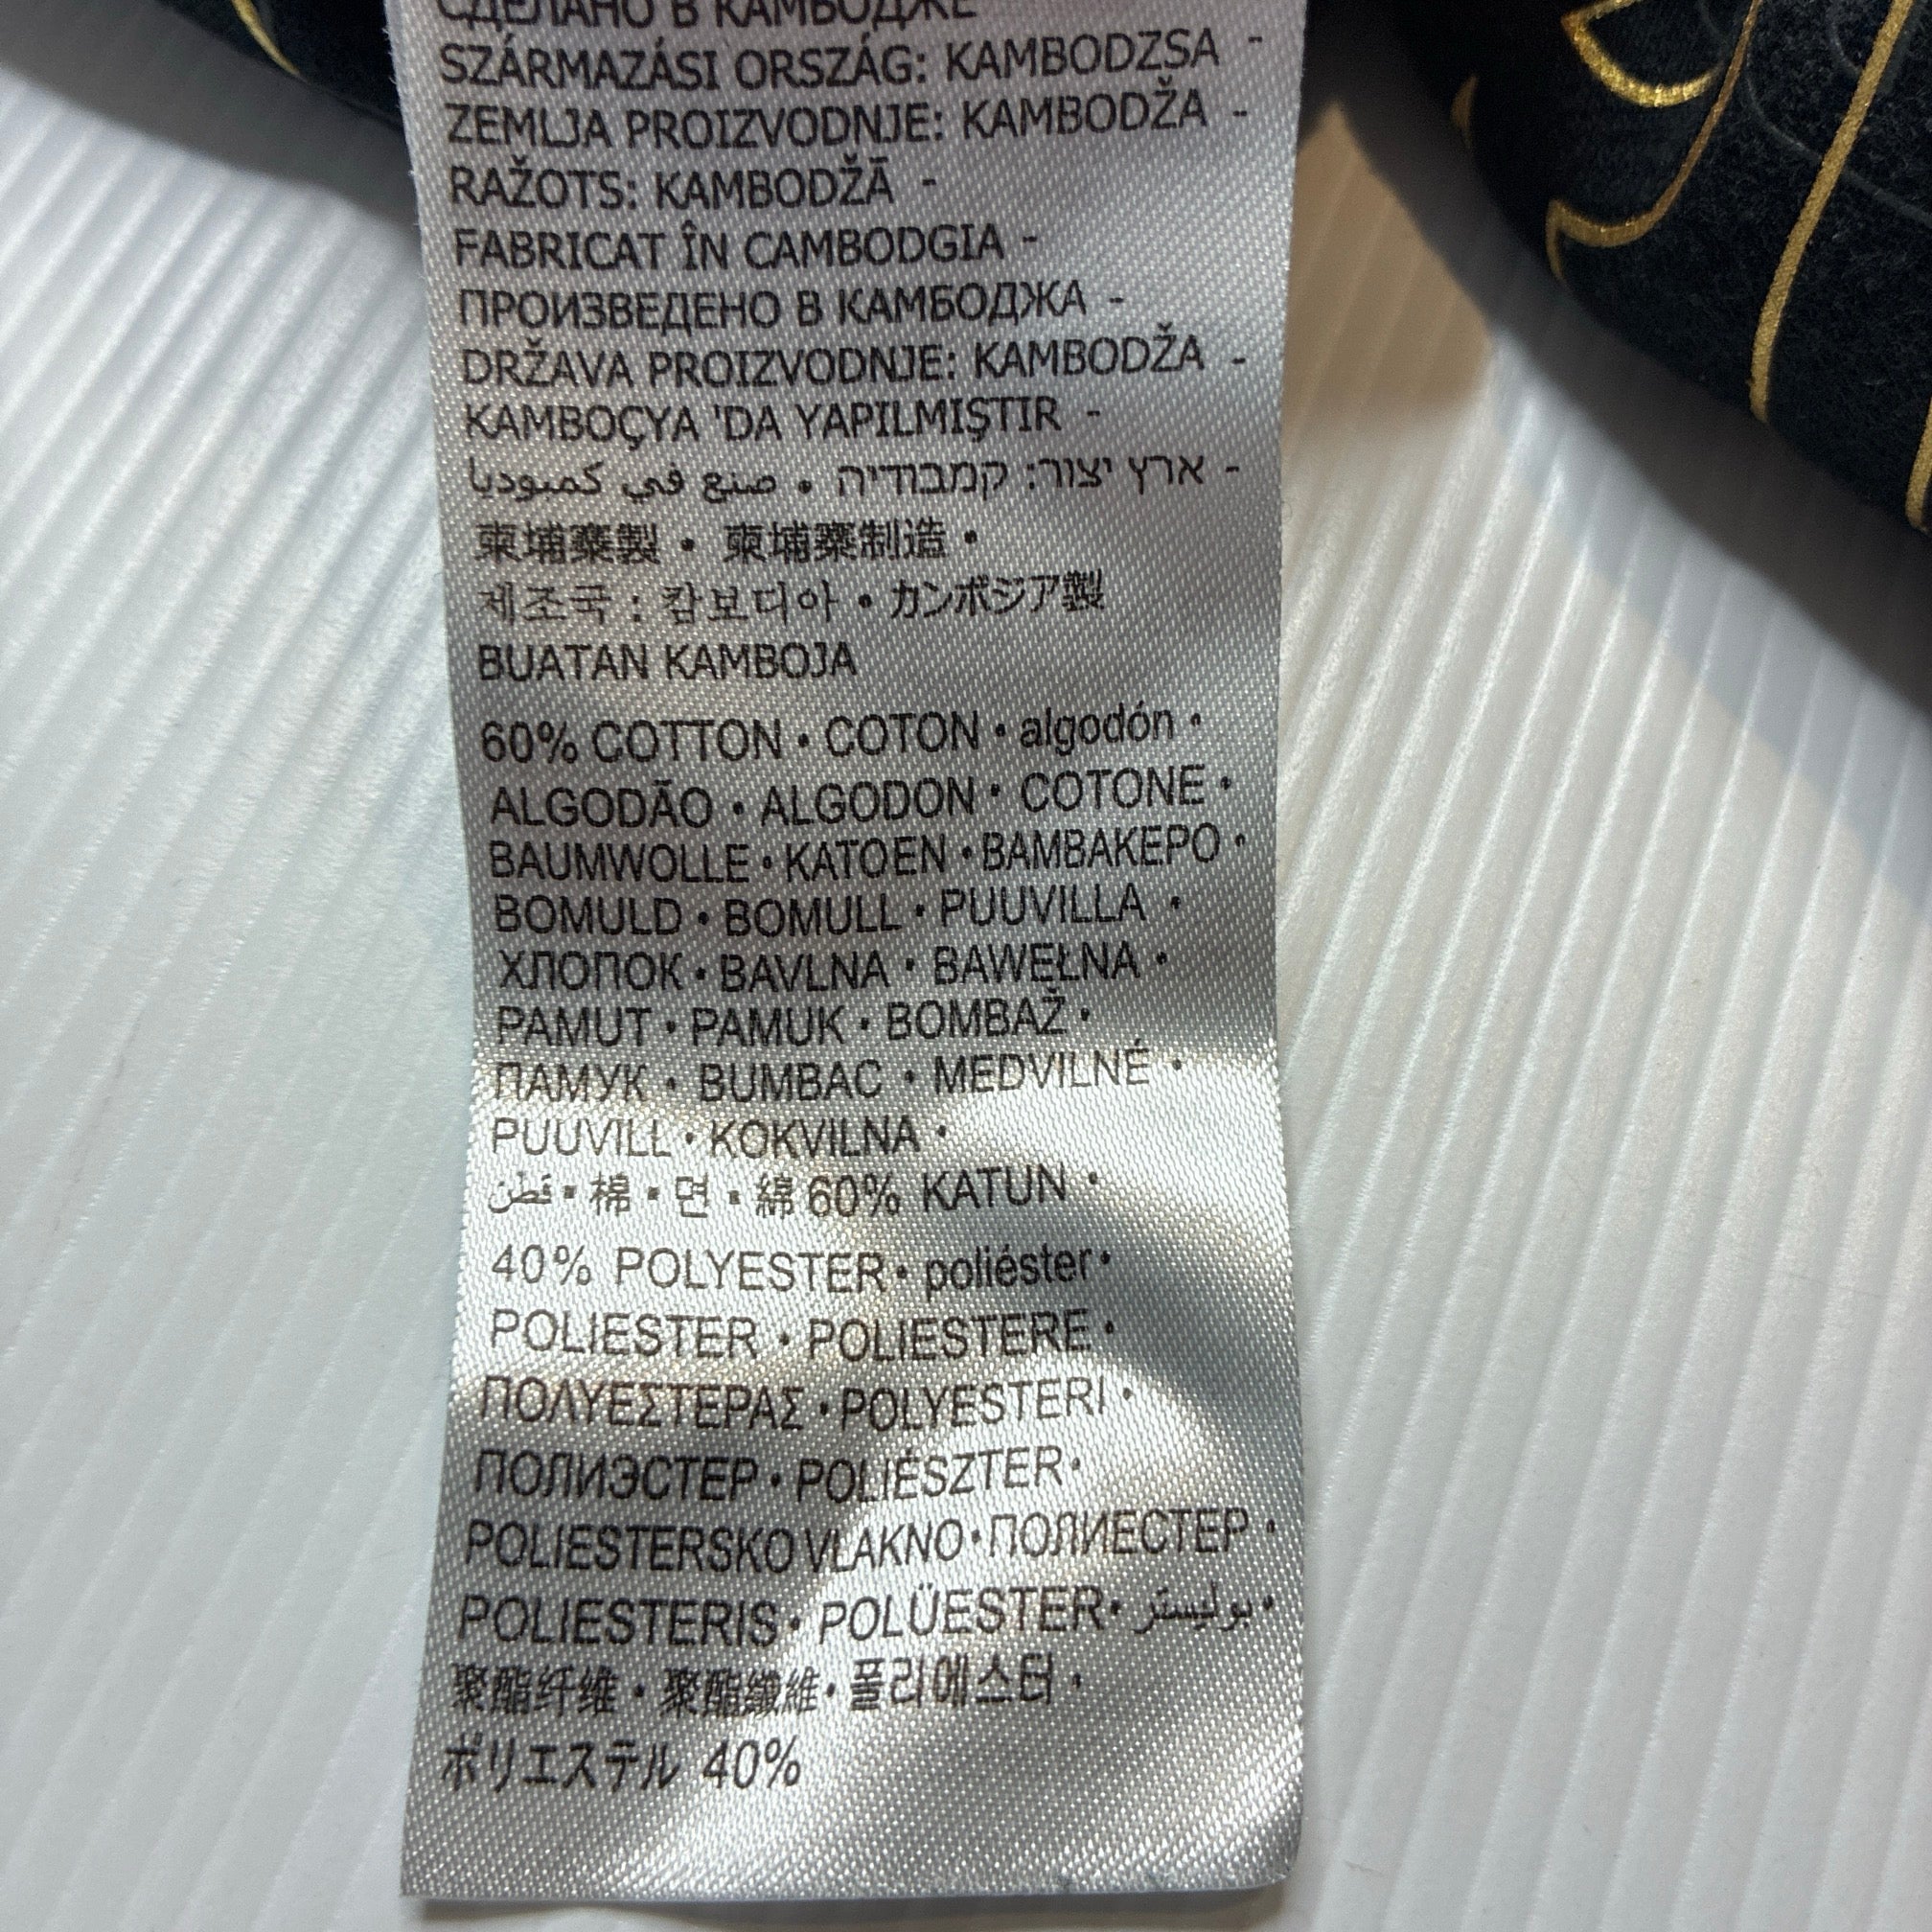 СДЕЛАНО В КАМБОДЖЕ
SZÁRMAZÁSI ORSZÁG: KAMBODZSA -
ZEMLJA PROIZVODNJE: KAMBODŽA -
RAŽOTS: KAMBODŽĀ -
FABRICAT ÎN CAMBODGIA -
ПРОИЗВЕДЕНО В КАМБОДЖА -
DRŽAVA PROIZVODNJE: KAMBODŽA -
KAMBOÇYA 'DA YAPILMIŞTIR -
ארץ יצור: קמבודיה • صنع في كمبوديا -
柬埔寨製 • 柬埔寨制造 •
제조국 : 캄보디아 • カンボジア製
BUATAN KAMBOJA
60% COTTON • COTON • algodón •
ALGODÃO • ALGODON • COTONE •
BAUMWOLLE • KATOEN • BAMBAKEPO •
BOMULD • BOMULL • PUUVILLA •
ХЛОПОК • BAVLNA • BAWEŁNA •
PAMUT • PAMUK • BOMBAŽ •
ПАМУК • BUMBAC • MEDVILNÉ •
PUUVILL • KOKVILNA •
قطن • 棉 • 면 • 綿 60% KATUN •
40% POLYESTER • poliéster •
POLIESTER • POLIESTERE •
ΠΟΛΥΕΣΤΕΡΑΣ • POLYESTERI •
ПОЛИЭСТЕР • POLIÉSZTER •
POLIESTERSKO VLAKNO • ПОЛИЕСТЕР •
POLIESTERIS • POLÜESTER • بوليستر •
聚酯纤维 • 聚酯纖維 • 폴리에스터 •
ポリエステル 40%